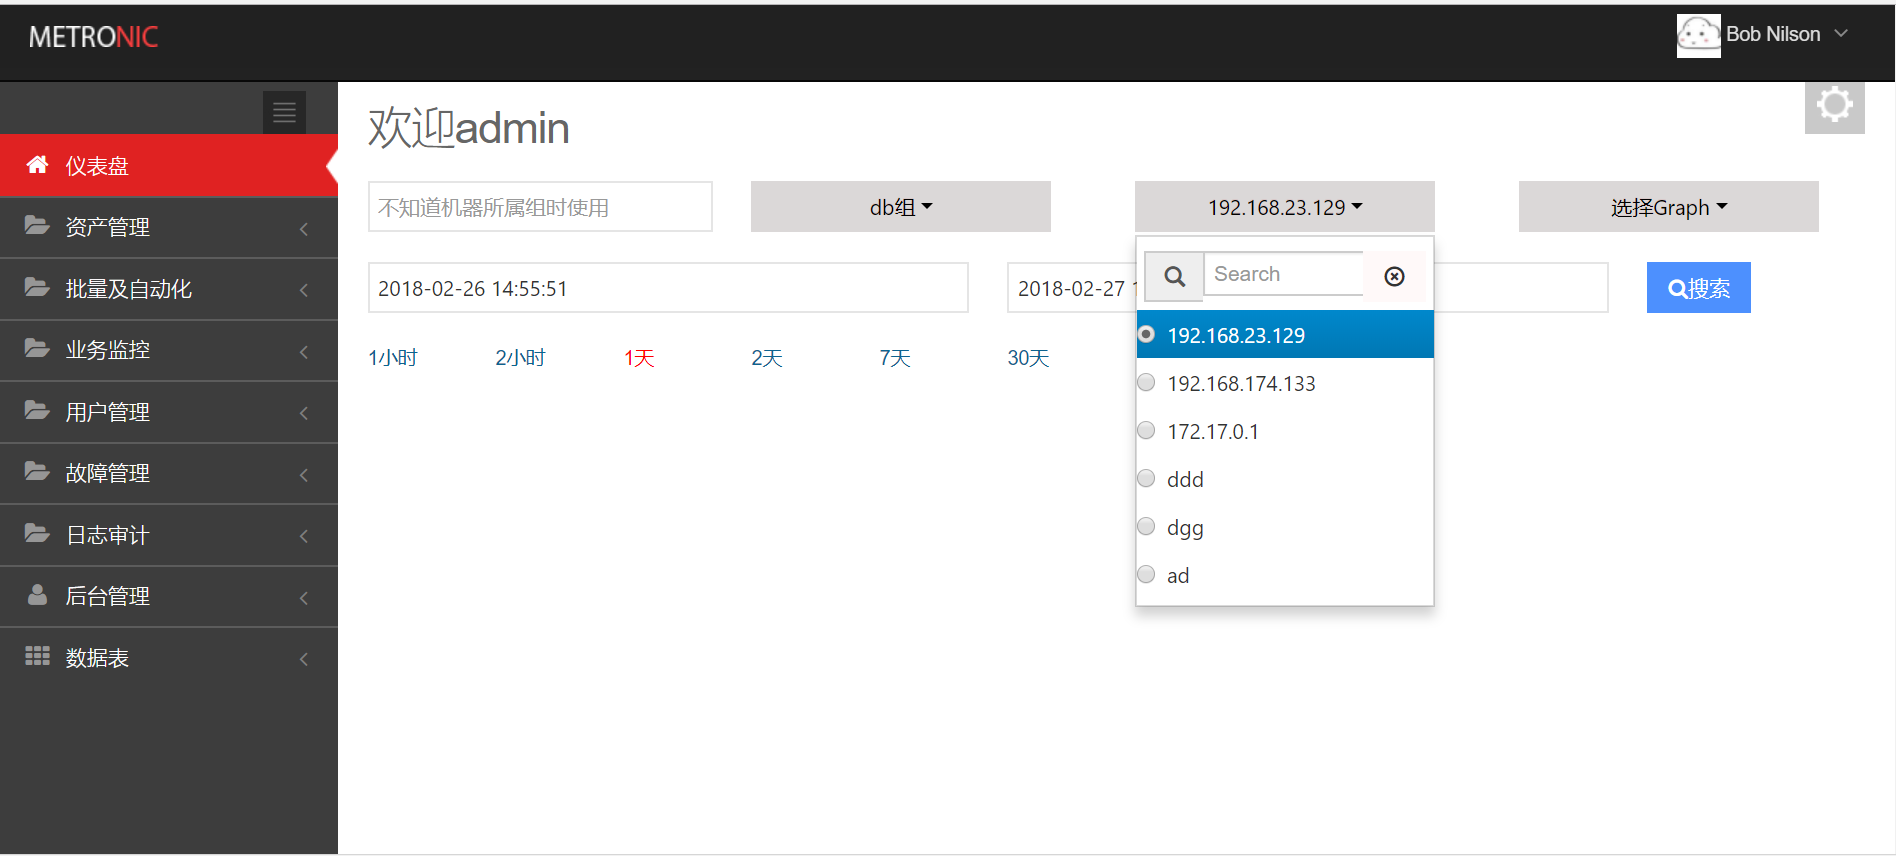 METRONIC
Bob Nilson
仪表盘
资产管理
批量及自动化
业务监控
用户管理
故障管理
日志审计
后台管理
数据表
欢迎admin
不知道机器所属组时使用
db组
192.168.23.129
选择Graph
2018-02-26 14:55:51
2018-02-27
搜索
1小时
2小时
1天
2天
7天
30天
Search
192.168.23.129
192.168.174.133
172.17.0.1
ddd
dgg
ad